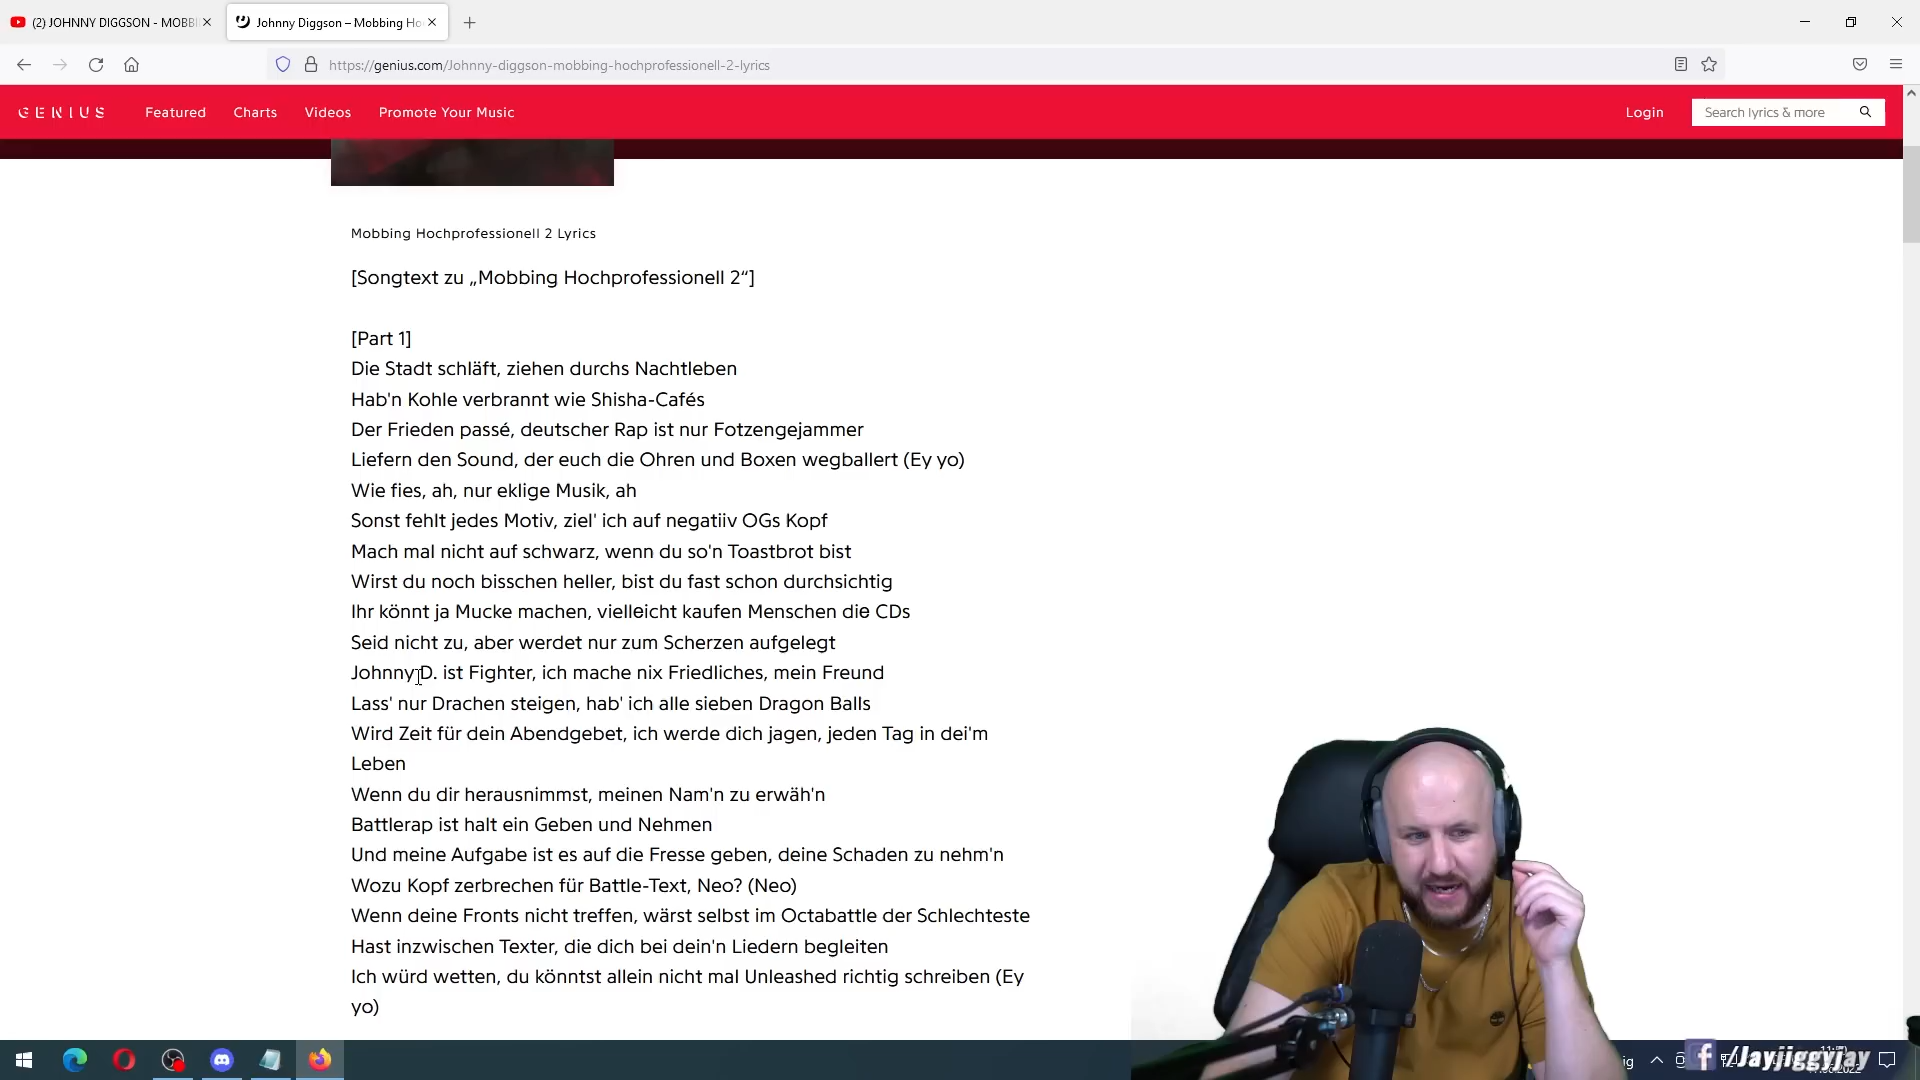 (2) JOHNNY DIGGSON - MOBBI
Johnny Diggson – Mobbing Ho
https://genius.com/Johnny-diggson-mobbing-hochprofessionell-2-lyrics
GENIUS Featured Charts Videos Promote Your Music Login Search lyrics & more
Mobbing Hochprofessionell 2 Lyrics
[Songtext zu „Mobbing Hochprofessionell 2“]
[Part 1]
Die Stadt schläft, ziehen durchs Nachtleben
Hab'n Kohle verbrannt wie Shisha-Cafés
Der Frieden passé, deutscher Rap ist nur Fotzengejammer
Liefern den Sound, der euch die Ohren und Boxen wegballert (Ey yo)
Wie fies, ah, nur eklige Musik, ah
Sonst fehlt jedes Motiv, ziel' ich auf negatiiv OGs Kopf
Mach mal nicht auf schwarz, wenn du so'n Toastbrot bist
Wirst du noch bisschen heller, bist du fast schon durchsichtig
Ihr könnt ja Mucke machen, vielleicht kaufen Menschen die CDs
Seid nicht zu, aber werdet nur zum Scherzen aufgelegt
Johnny D. ist Fighter, ich mache nix Friedliches, mein Freund
Lass' nur Drachen steigen, hab' ich alle sieben Dragon Balls
Wird Zeit für dein Abendgebet, ich werde dich jagen, jeden Tag in dei'm
Leben
Wenn du dir herausnimmst, meinen Nam'n zu erwäh'n
Battlerap ist halt ein Geben und Nehmen
Und meine Aufgabe ist es auf die Fresse geben, deine Schaden zu nehm'n
Wozu Kopf zerbrechen für Battle-Text, Neo? (Neo)
Wenn deine Fronts nicht treffen, wärst selbst im Octabattle der Schlechteste
Hast inzwischen Texter, die dich bei dein'n Liedern begleiten
Ich würd wetten, du könntst allein nicht mal Unleashed richtig schreiben (Ey
yo)
/Jayjiggyjay